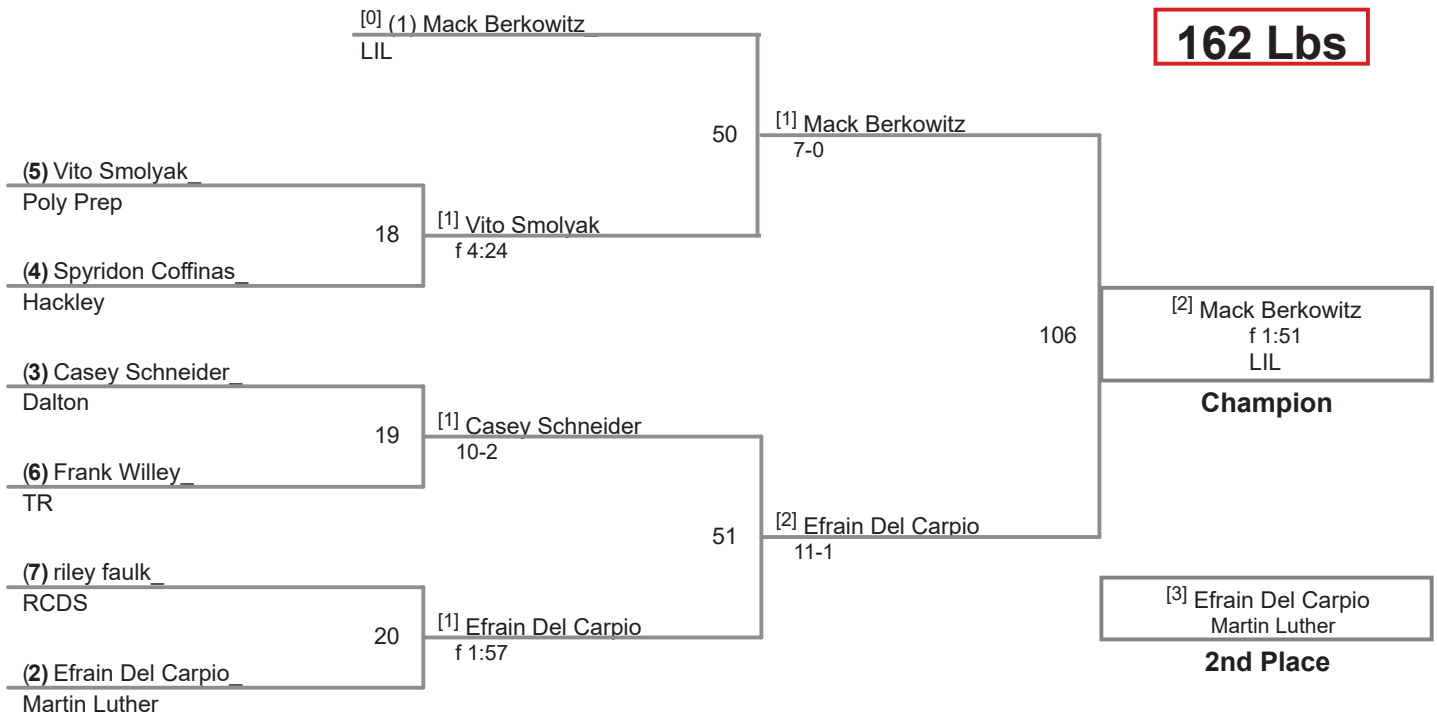 [0] (1) Mack Berkowitz_
LIL
162 Lbs
50
[1] Mack Berkowitz
7-0
(5) Vito Smolyak_
Poly Prep
18
[1] Vito Smolyak
f 4:24
(4) Spyridon Coffinas_
Hackley
106
[2] Mack Berkowitz
f 1:51
LIL
Champion
(3) Casey Schneider_
Dalton
19
[1] Casey Schneider
10-2
(6) Frank Willey_
TR
51
[2] Efrain Del Carpio
11-1
(7) riley faulk_
RCDS
20
[1] Efrain Del Carpio
f 1:57
(2) Efrain Del Carpio_
Martin Luther
[3] Efrain Del Carpio
Martin Luther
2nd Place